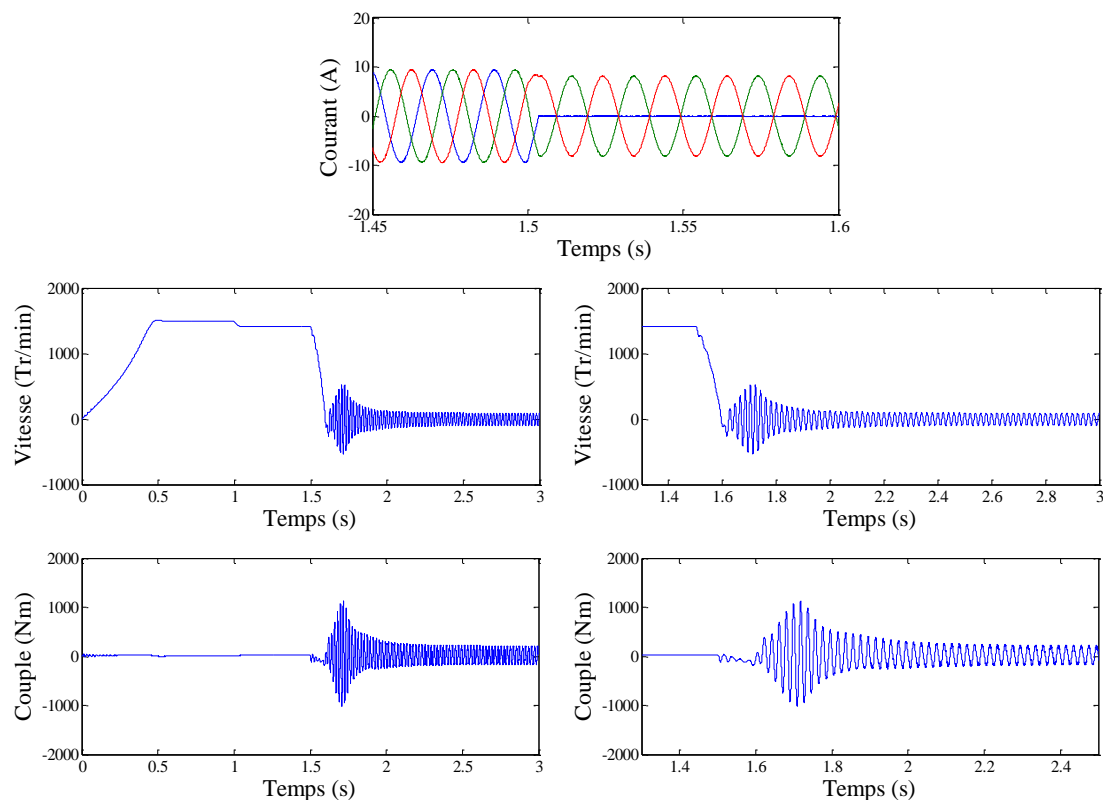 20
10
0
-10
-20
Courant (A)
1.45 1.5 1.55 1.6
Temps (s)
2000
1000
0
-1000
Vitesse (Tr/min)
0 0.5 1 1.5 2 2.5 3
Temps (s)
2000
1000
0
-1000
Vitesse (Tr/min)
1.4 1.6 1.8 2 2.2 2.4 2.6 2.8 3
Temps (s)
2000
1000
0
-1000
-2000
Couple (Nm)
0 0.5 1 1.5 2 2.5 3
Temps (s)
2000
1000
0
-1000
-2000
Couple (Nm)
1.4 1.6 1.8 2 2.2 2.4
Temps (s)